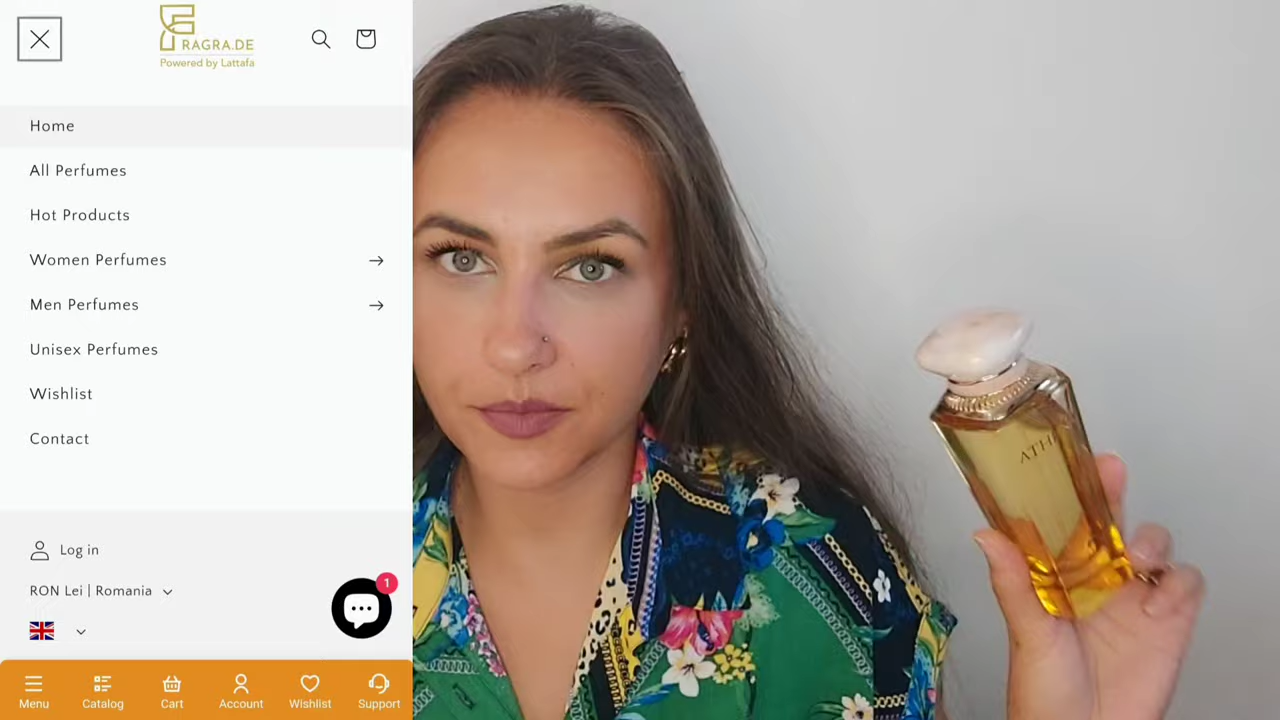 RAGRA.DE
Powered by Lattafa
Home
All Perfumes
Hot Products
Women Perfumes
Men Perfumes
Unisex Perfumes
Wishlist
Contact
Log in
RON Lei | Romania
1
Menu
Catalog
Cart
Account
Wishlist
Support
ATH